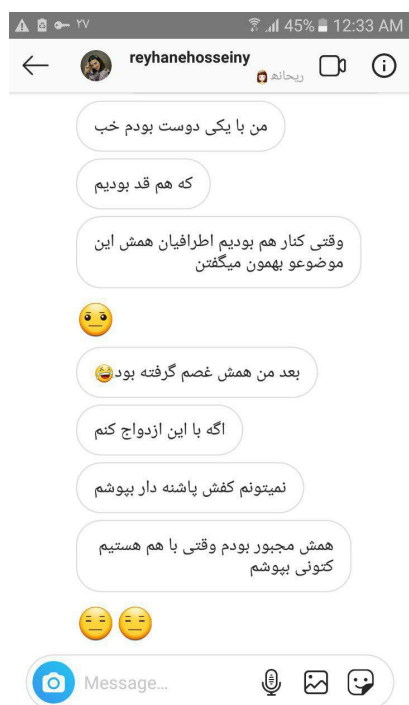 ۲۷ 45% 12:33 AM
reyhanehosseiny
ریحانه
من با یکی دوست بودم خب
که هم قد بودیم
وقتی کنار هم بودیم اطرافیان همش این
موضوعو بهمون میگفتن
😐
بعد من همش غصم گرفته بود😂
اگه با این ازدواج کنم
نمیتونم کفش پاشنه دار بپوشم
همش مجبور بودم وقتی با هم هستیم
کتونی بپوشم
😑😑
Message...